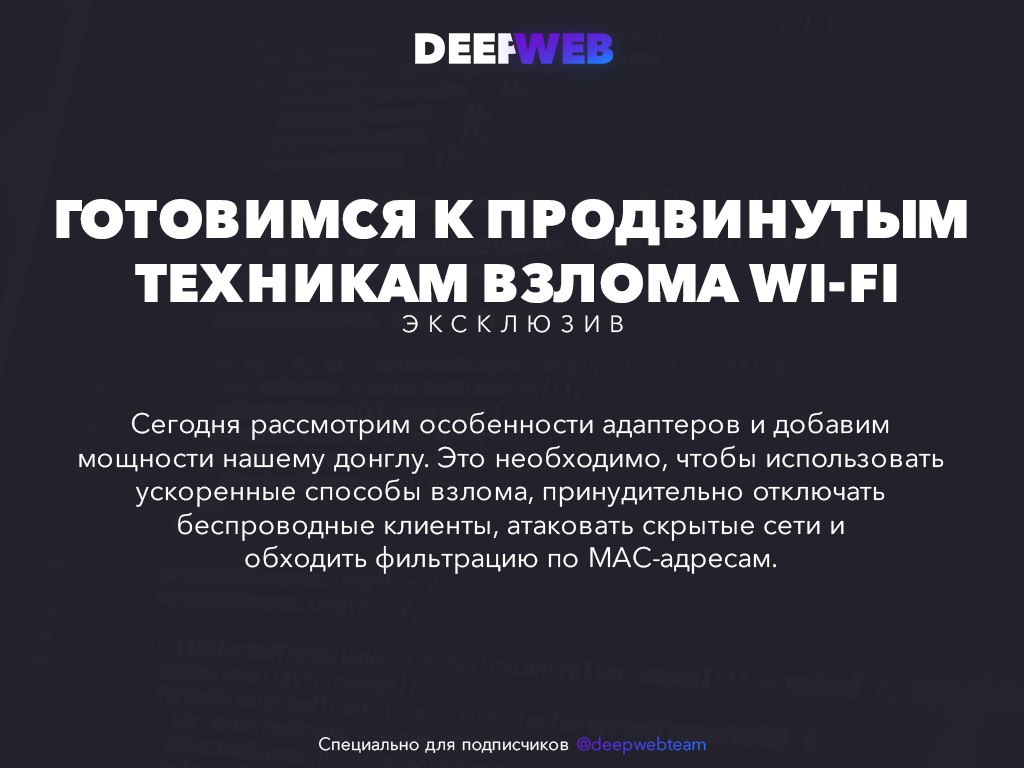 DEEPWEB
ГОТОВИМСЯ К ПРОДВИНУТЫМ
ТЕХНИКАМ ВЗЛОМА WI-FI
ЭКСКЛЮЗИВ
Сегодня рассмотрим особенности адаптеров и добавим
мощности нашему донглу. Это необходимо, чтобы использовать
ускоренные способы взлома, принудительно отключать
беспроводные клиенты, атаковать скрытые сети и
обходить фильтрацию по MAC-адресам.
Специально для подписчиков @deepwebteam